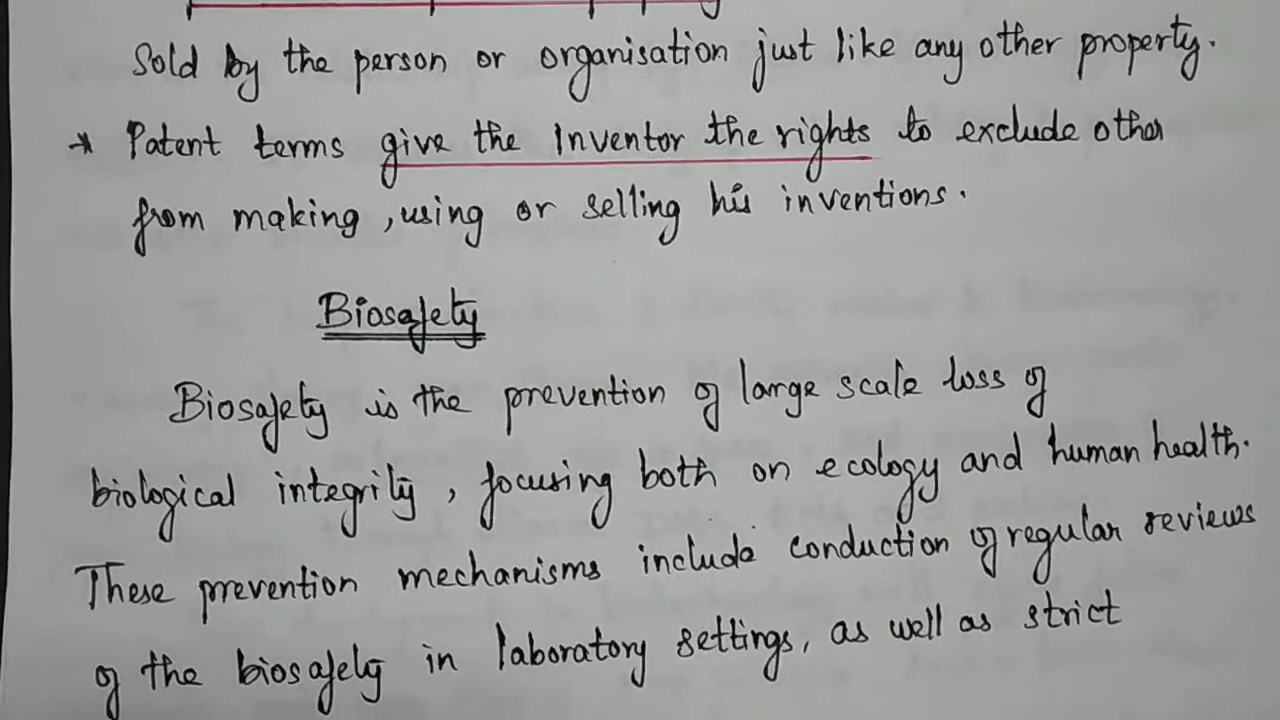 Sold by the person or organisation just like any other property.
* Patent terms give the Inventor the rights to exclude other
from making, using or selling his inventions.
Biosafety
Biosafety is the prevention of large scale loss of
biological integrity, focusing both on ecology and human health.
These prevention mechanisms include conduction of regular reviews
of the biosafety in laboratory settings, as well as strict